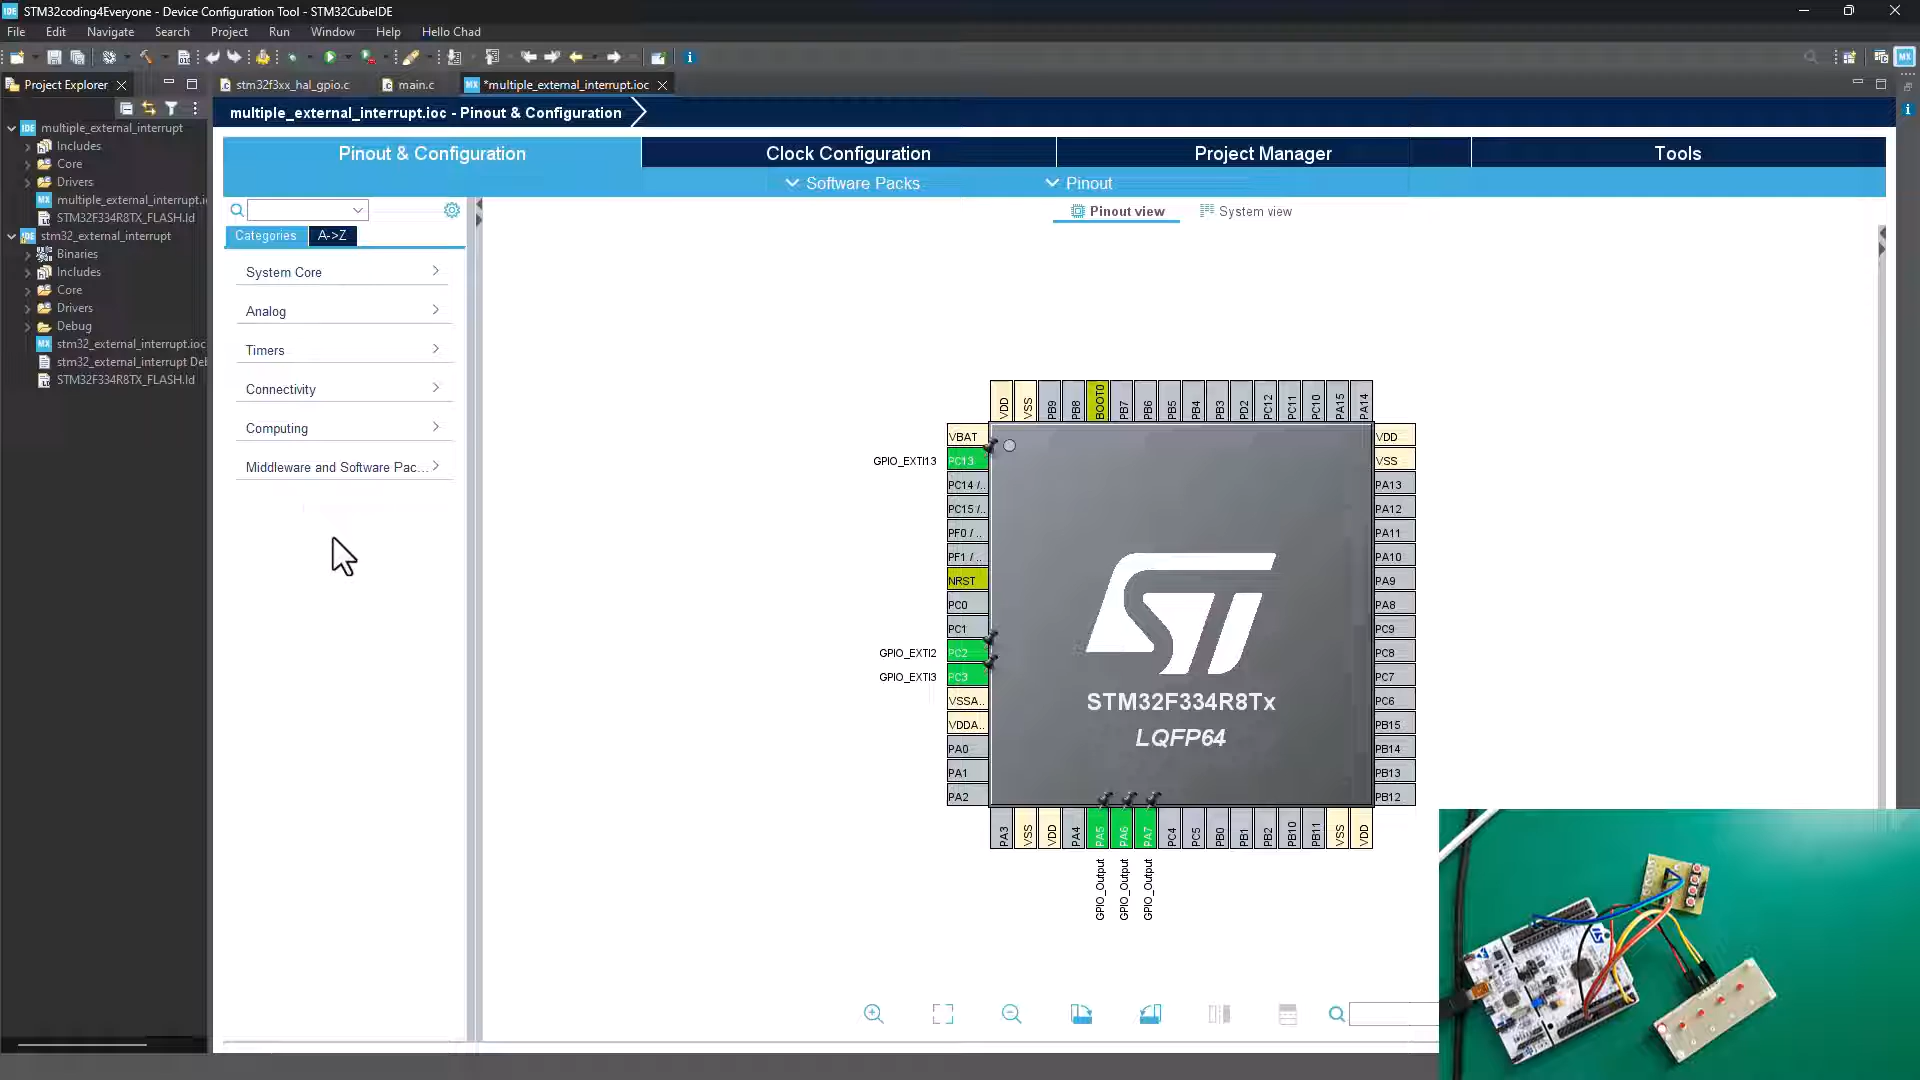 STM32coding4Everyone - Device Configuration Tool - STM32CubeIDE
File Edit Navigate Search Project Run Window Help Hello Chad
Project Explorer
stm32f3xx_hal_gpio.c
main.c
*multiple_external_interrupt.ioc
multiple_external_interrupt.ioc - Pinout & Configuration
multiple_external_interrupt
Includes
Core
Drivers
multiple_external_interrupt.i
STM32F334R8TX_FLASH.ld
stm32_external_interrupt
Binaries
Includes
Core
Drivers
Debug
stm32_external_interrupt.ioc
stm32_external_interrupt Deb
STM32F334R8TX_FLASH.ld
Pinout & Configuration
Clock Configuration
Project Manager
Tools
Software Packs
Pinout
Pinout view
System view
Categories
A->Z
System Core
Analog
Timers
Connectivity
Computing
Middleware and Software Pac...
VDD VSS PB9 PB8 BOOT0 PB7 PB6 PB5 PB4 PB3 PD2 PC12 PC11 PC10 PA15 PA14
VBAT
GPIO_EXTI13 PC13
PC14 /..
PC15 /..
PF0 / ..
PF1 / ..
NRST
PC0
PC1
GPIO_EXTI2 PC2
GPIO_EXTI3 PC3
VSSA..
VDDA..
PA0
PA1
PA2
VDD
VSS
PA13
PA12
PA11
PA10
PA9
PA8
PC9
PC8
PC7
PC6
PB15
PB14
PB13
PB12
ST
STM32F334R8Tx
LQFP64
PA3 VSS VDD PA4 PA5 PA6 PA7 PC4 PC5 PB0 PB1 PB2 PB10 PB11 VSS VDD
GPIO_Output GPIO_Output GPIO_Output